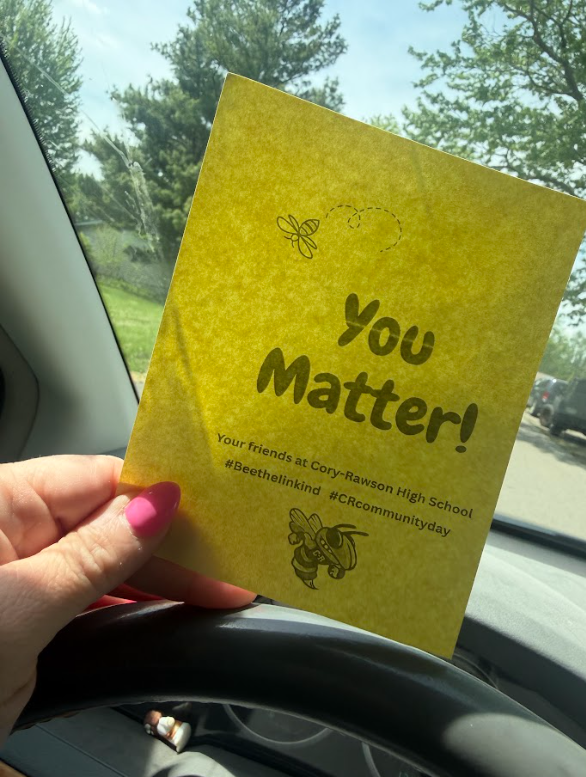 You
Matter!
Your friends at Cory-Rawson High School
#Beethelinkind #CRcommunityday